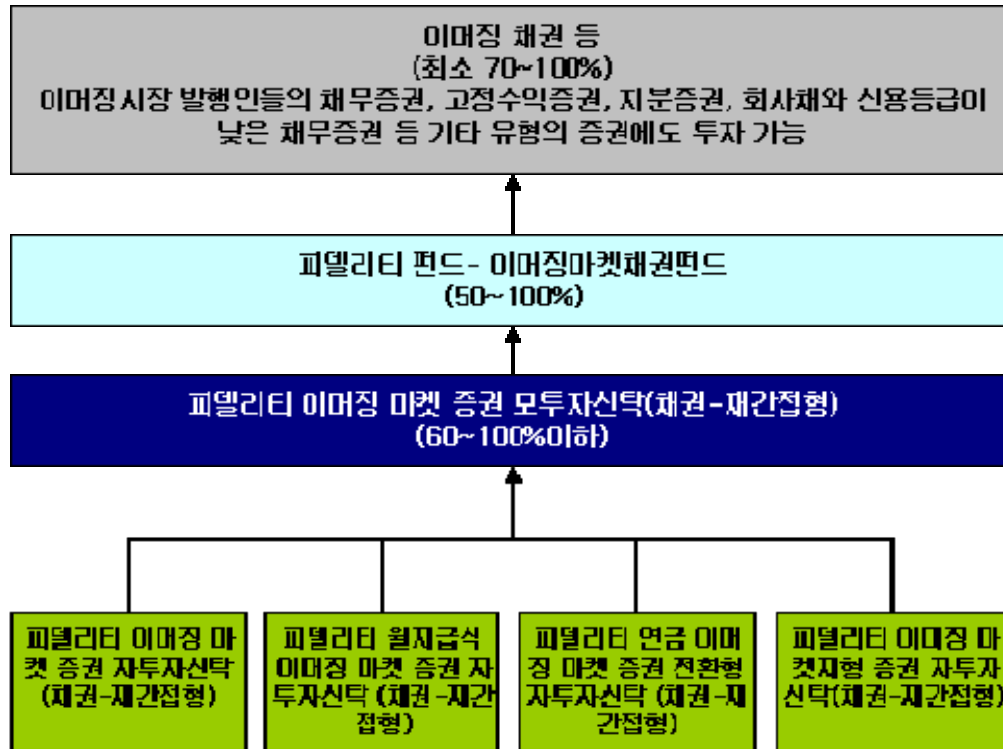 이머징 채권 등
(최소 70~100%)
이머징시장 발행인들의 채무증권, 고정수익증권, 지분증권, 회사채와 신용등급이
낮은 채무증권 등 기타 유형의 증권에도 투자 가능
피델리티 펀드- 이머징마켓채권펀드
(50~100%)
피델리티 이머징 마켓 증권 모투자신탁(채권-재간접형)
(60~100%이하)
피델리티 이머징 마
켓 증권 자투자신탁
(채권-재간접형)
피델리티 월지급식
이머징 마켓 증권 자
투자신탁 (채권-재간
접형)
피델리티 연금 이머
징 마켓 증권 전환형
자투자신탁 (채권-재
간접형)
피델리티 이머징 마
켓지형 증권 자투자
신탁(채권-재간접형)